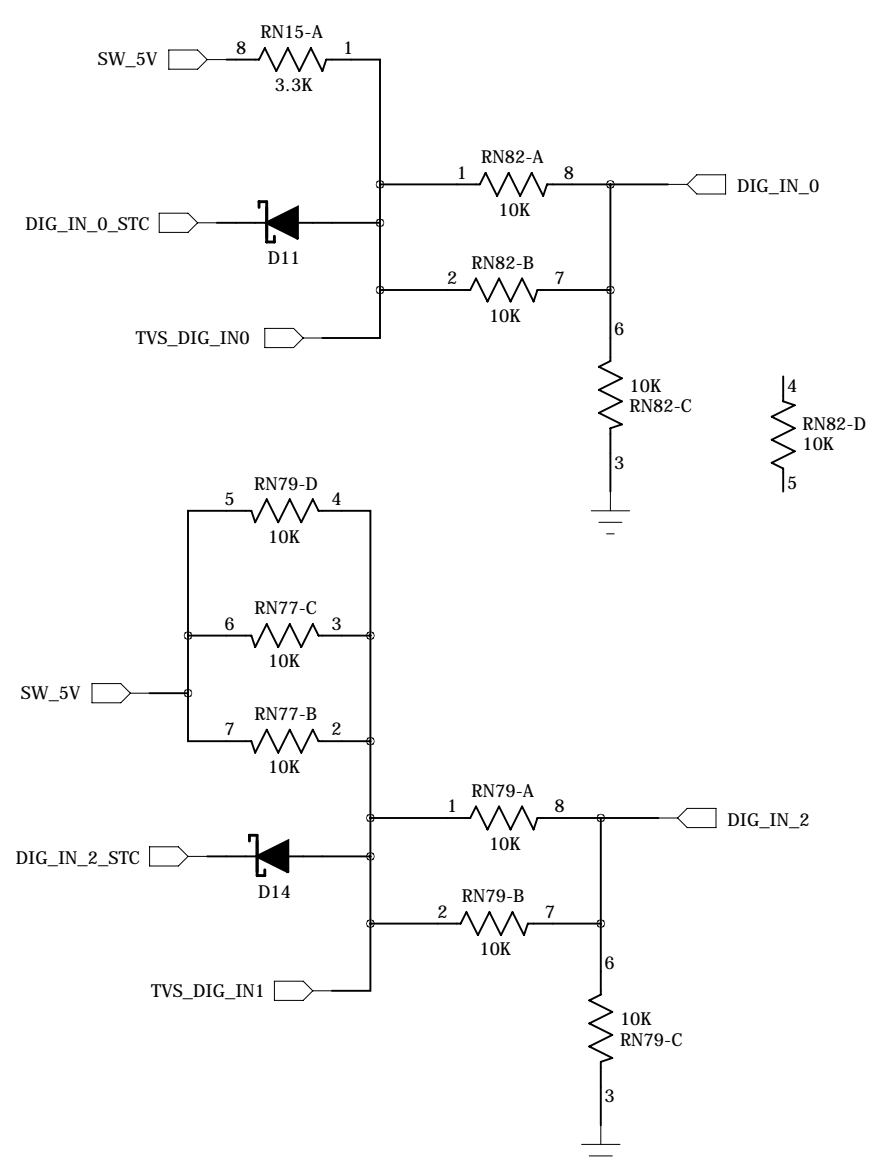 RN15-A
SW_5V
8
1
3.3K
RN82-A
1
8
DIG_IN_0
10K
DIG_IN_0_STC
D11
RN82-B
2
7
10K
TVS_DIG_IN0
6
10K
RN82-C
3
4
RN82-D
10K
5
RN79-D
5
4
10K
RN77-C
6
3
10K
SW_5V
RN77-B
7
2
10K
RN79-A
1
8
DIG_IN_2
10K
DIG_IN_2_STC
D14
RN79-B
2
7
10K
TVS_DIG_IN1
6
10K
RN79-C
3